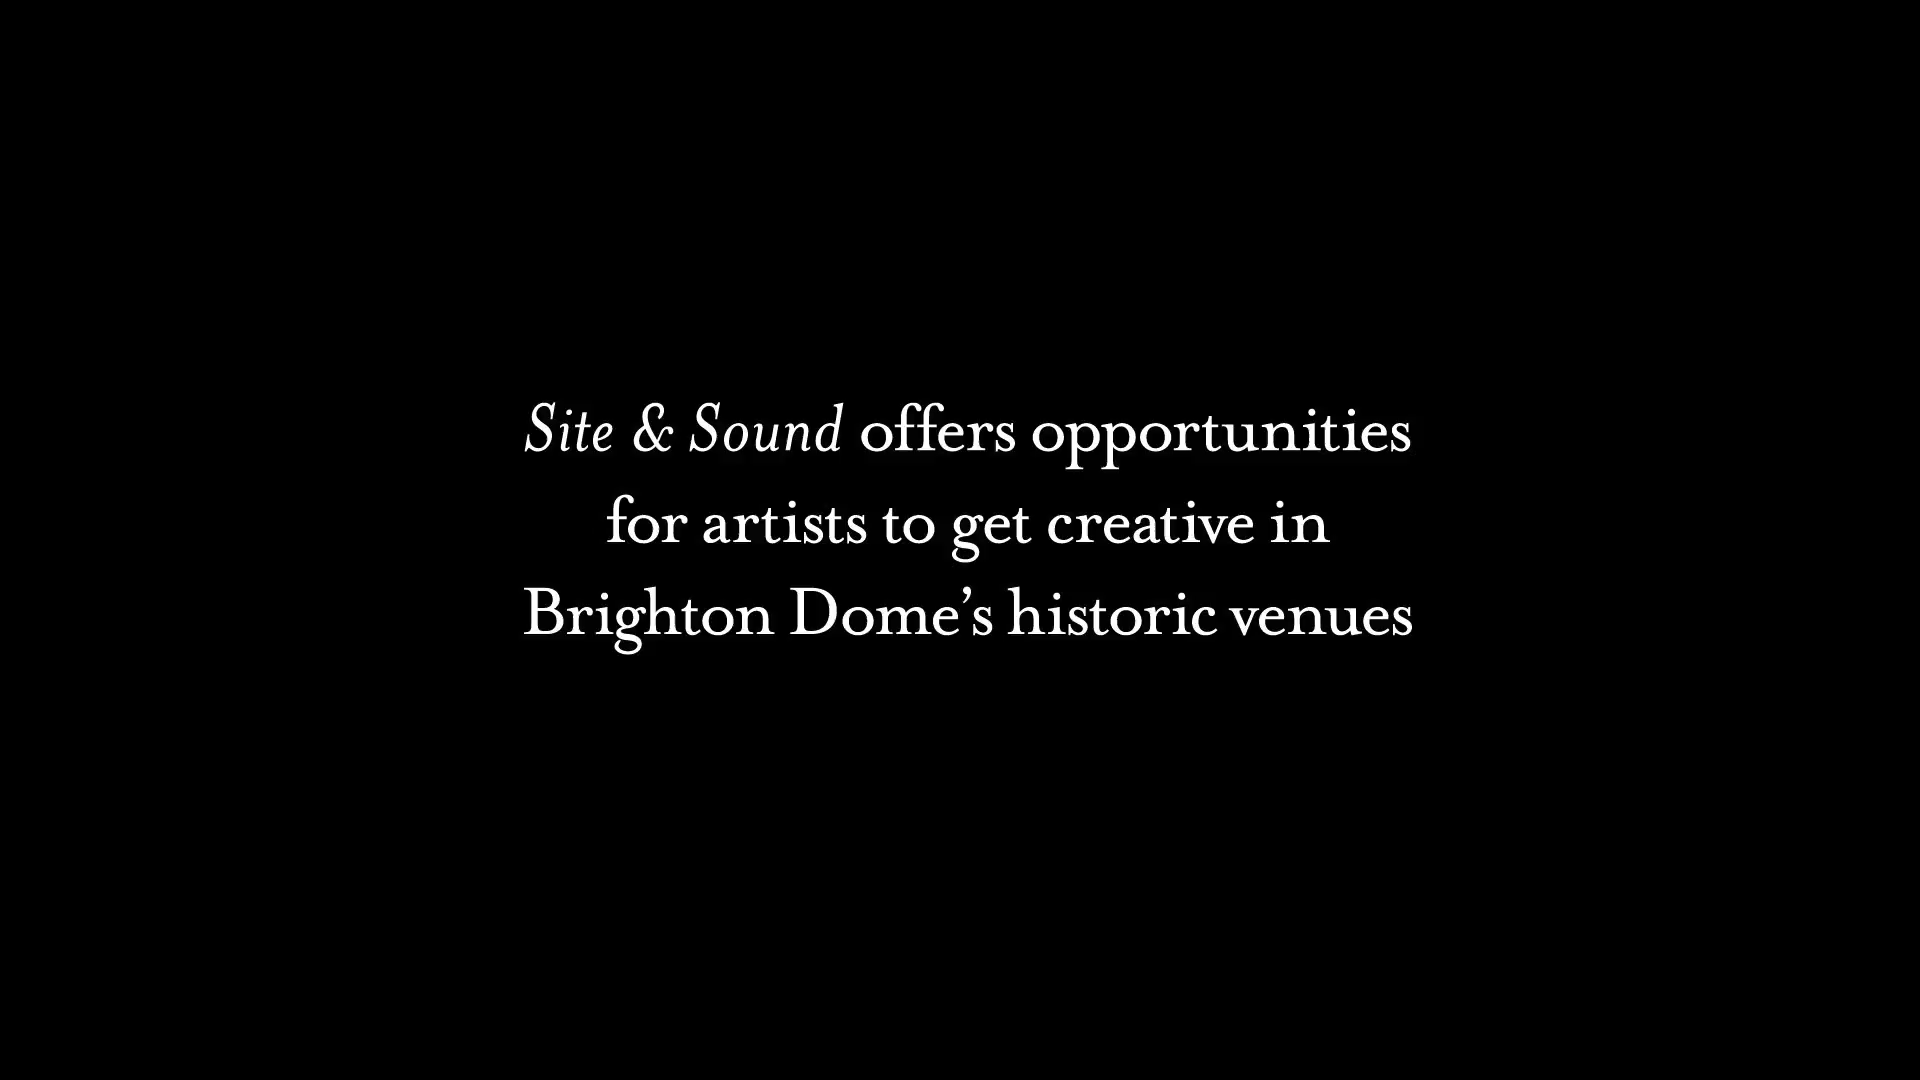 Site & Sound offers opportunities
for artists to get creative in
Brighton Dome’s historic venues